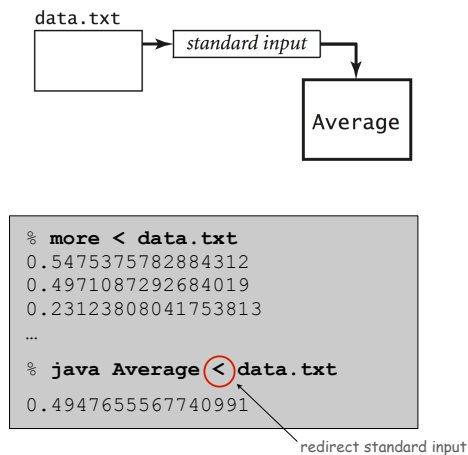 data.txt
standard input
Average
% more < data.txt
0.5475375782884312
0.4971087292684019
0.23123808041753813
…
% java Average < data.txt
0.4947655567740991
redirect standard input